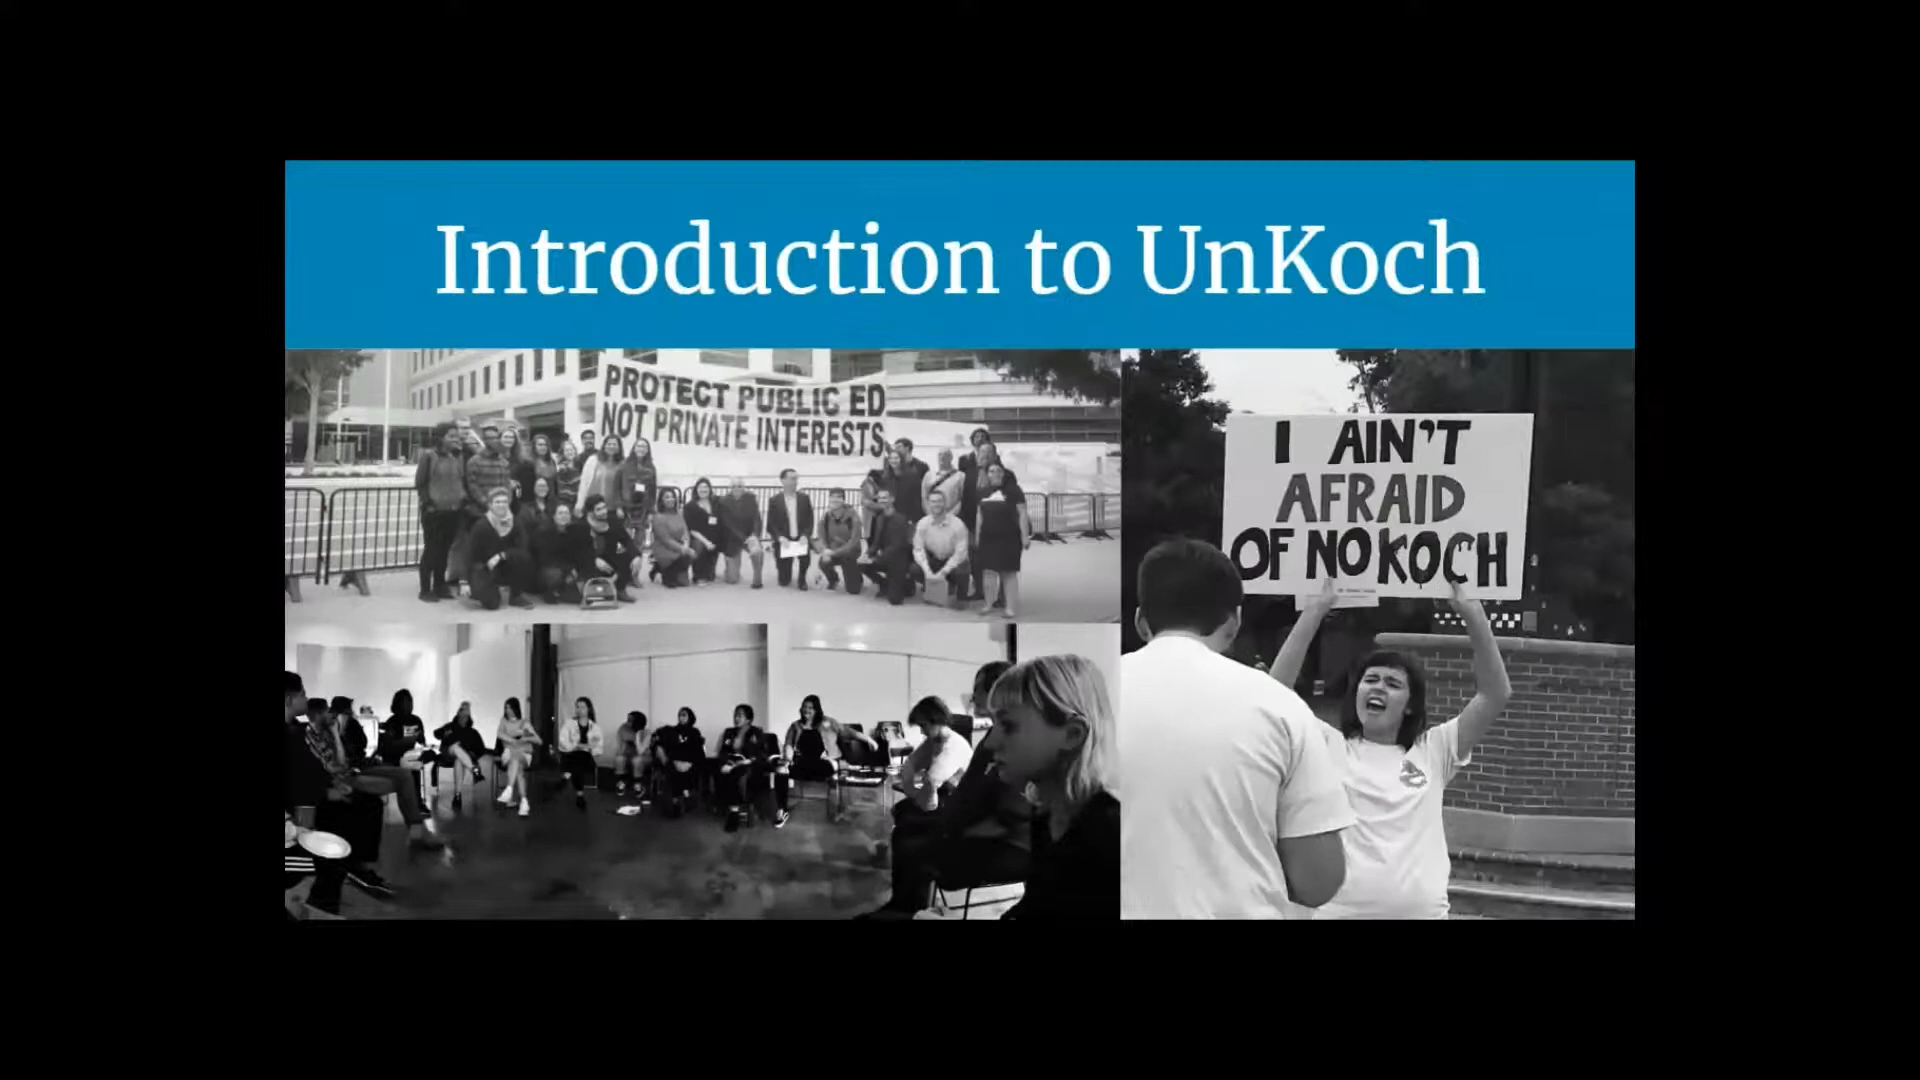 Introduction to UnKoch
PROTECT PUBLIC ED
NOT PRIVATE INTERESTS
I AIN'T
AFRAID
OF NO KOCH